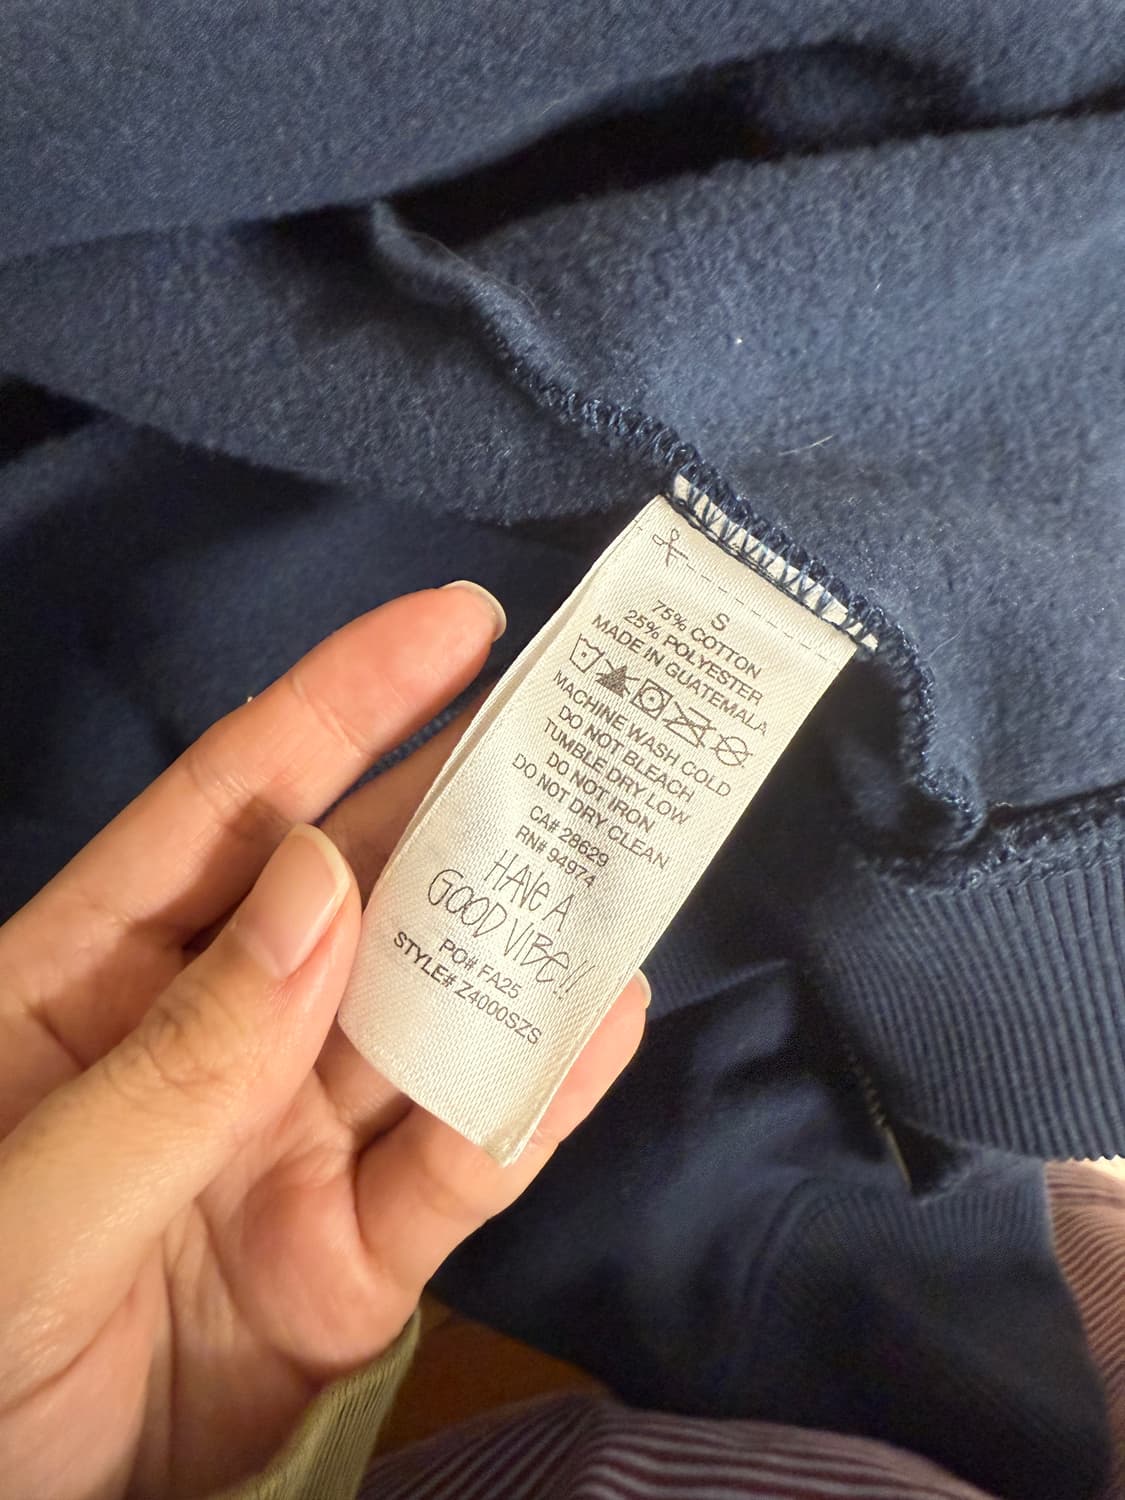 S
75% COTTON
25% POLYESTER
MADE IN GUATEMALA
MACHINE WASH COLD
DO NOT BLEACH
TUMBLE DRY LOW
DO NOT IRON
DO NOT DRY CLEAN
CA# 28629
RN# 94974
HAVE A
GOOD VIBE!!
PO# FA25
STYLE# Z4000SZS